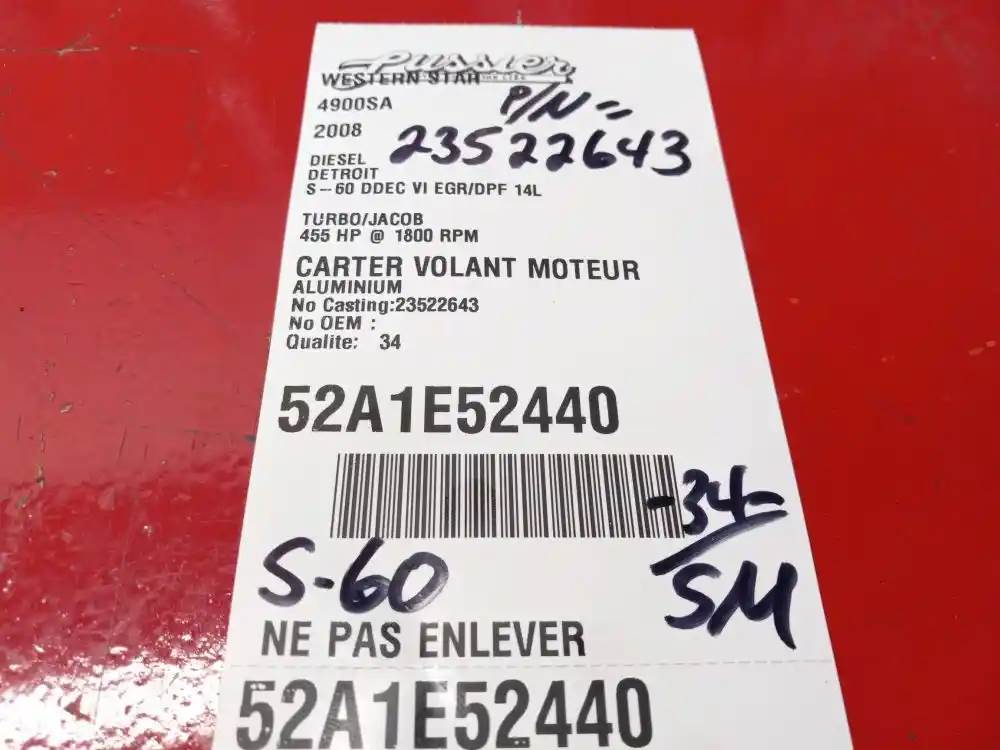 WESTERN STAR
4900SA
P/N =
2008
23522643
DIESEL
DETROIT
S-60 DDEC VI EGR/DPF 14L
TURBO/JACOB
455 HP @ 1800 RPM
CARTER VOLANT MOTEUR
ALUMINIUM
No Casting:23522643
No OEM :
Qualite: 34
52A1E52440
-34-
SM
S-60
NE PAS ENLEVER
52A1E52440